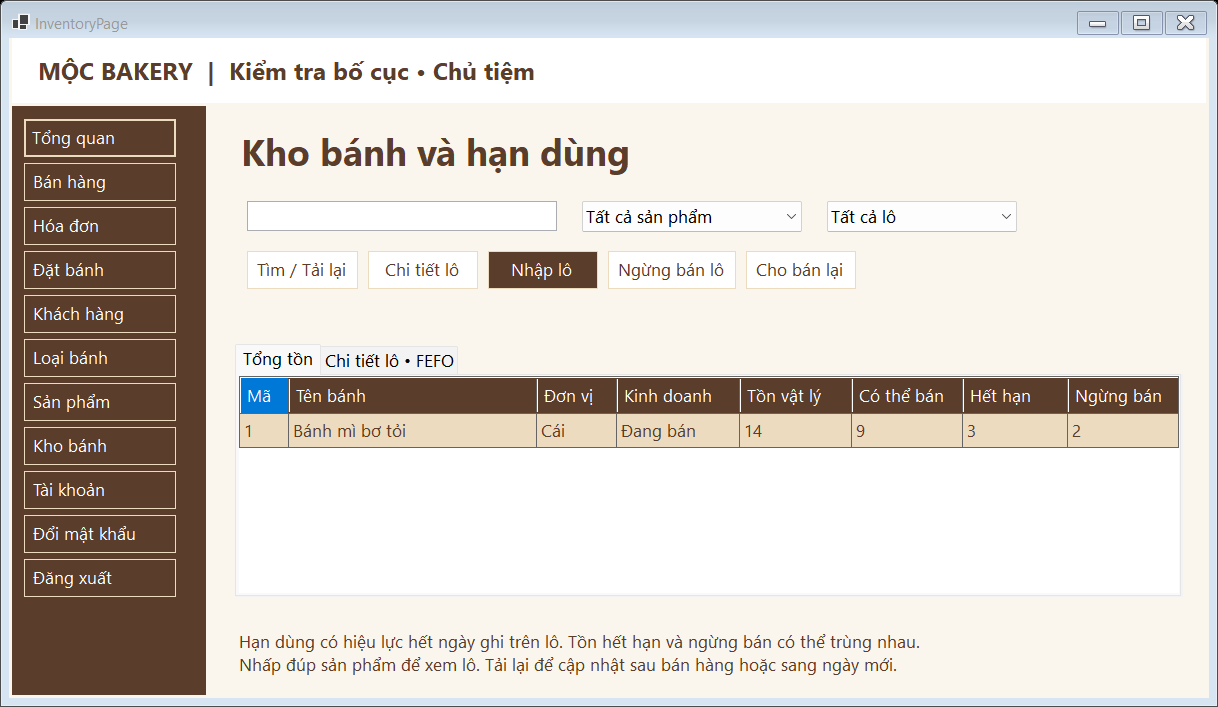 InventoryPage
MỘC BAKERY | Kiểm tra bố cục • Chủ tiệm
Tổng quan
Bán hàng
Hóa đơn
Đặt bánh
Khách hàng
Loại bánh
Sản phẩm
Kho bánh
Tài khoản
Đổi mật khẩu
Đăng xuất
Kho bánh và hạn dùng
Tất cả sản phẩm Tất cả lô
Tìm / Tải lại Chi tiết lô Nhập lô Ngừng bán lô Cho bán lại
Tổng tồn Chi tiết lô • FEFO
Mã Tên bánh Đơn vị Kinh doanh Tồn vật lý Có thể bán Hết hạn Ngừng bán
1 Bánh mì bơ tỏi Cái Đang bán 14 9 3 2
Hạn dùng có hiệu lực hết ngày ghi trên lô. Tồn hết hạn và ngừng bán có thể trùng nhau.
Nhấp đúp sản phẩm để xem lô. Tải lại để cập nhật sau bán hàng hoặc sang ngày mới.